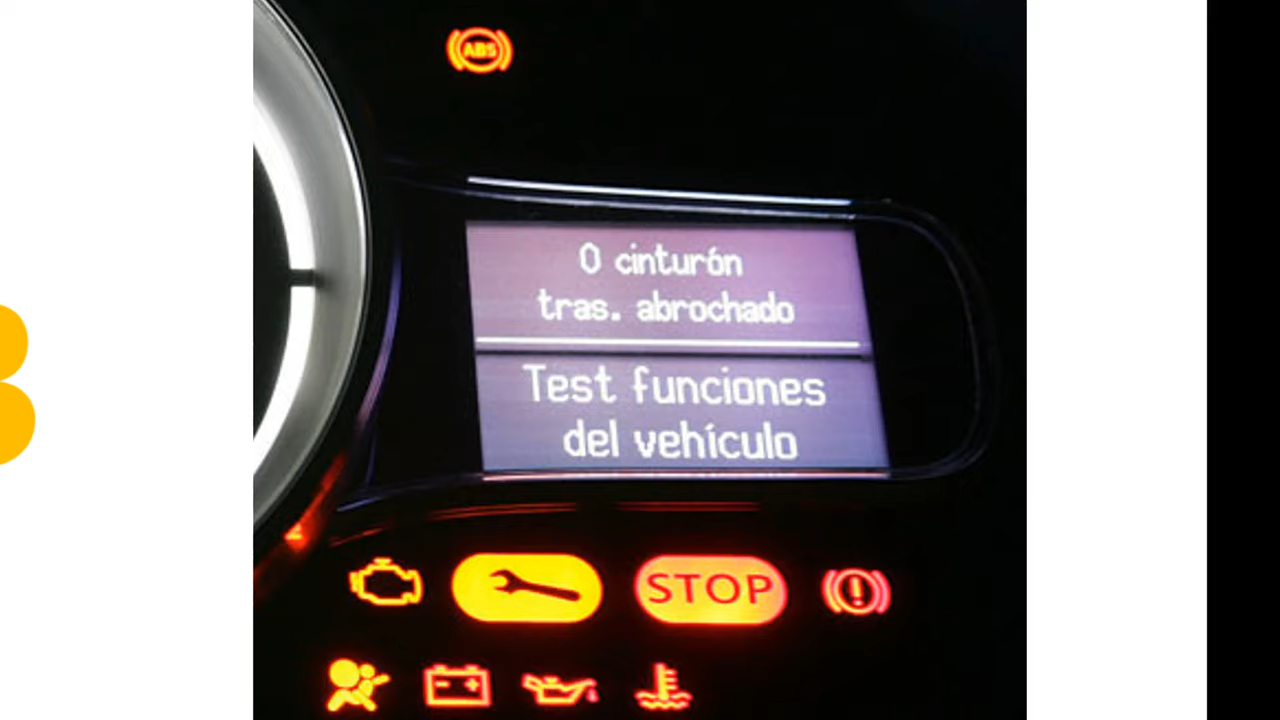 ABS
0 cinturón
tras. abrochado
Test funciones
del vehículo
STOP